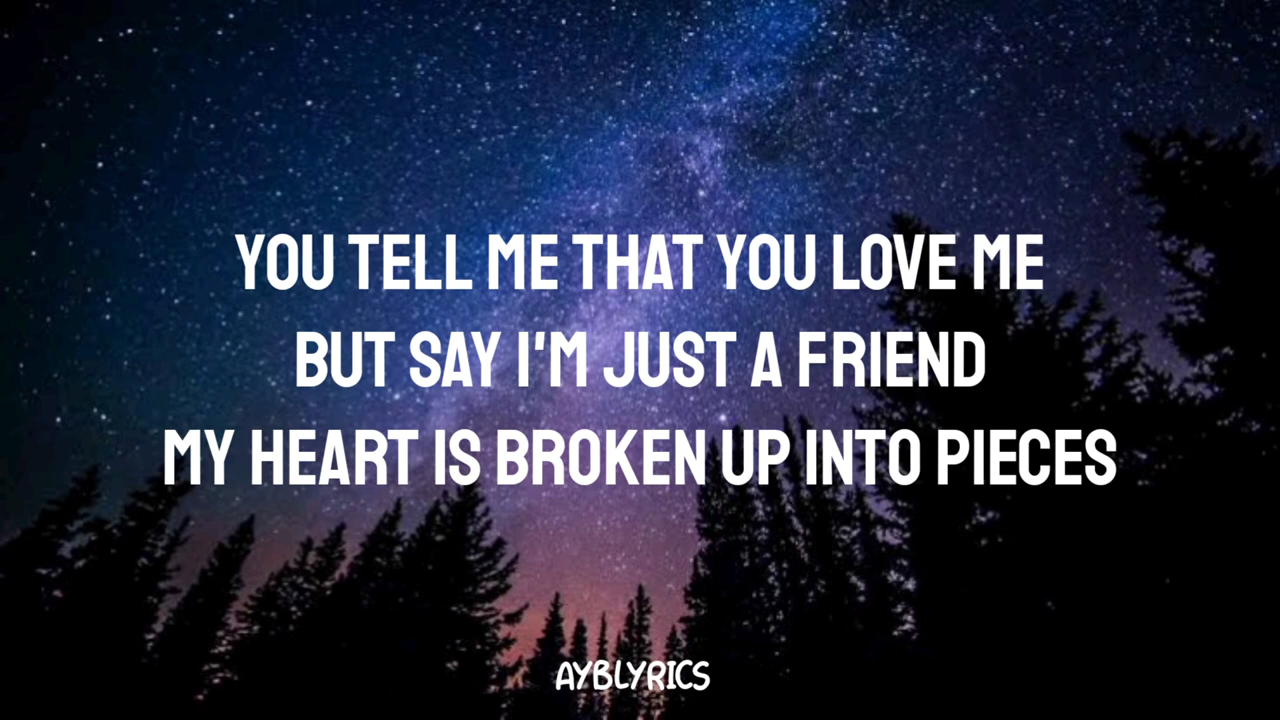 YOU TELL ME THAT YOU LOVE ME
BUT SAY I'M JUST A FRIEND
MY HEART IS BROKEN UP INTO PIECES
AYBLYRICS